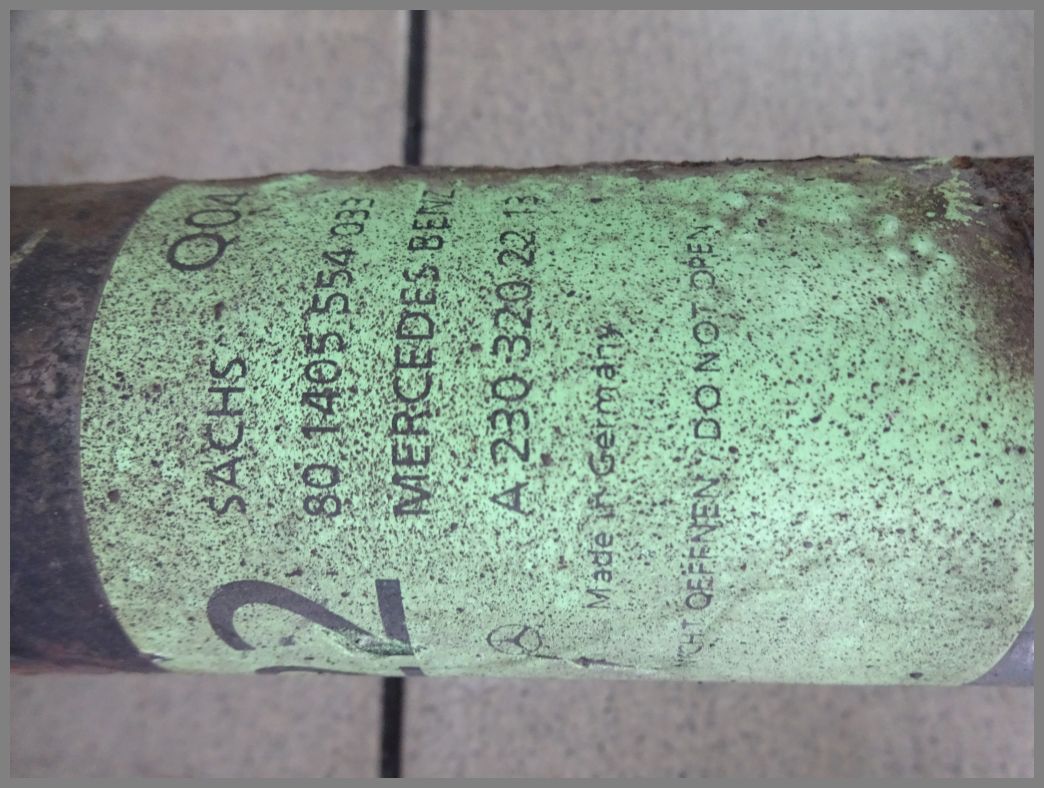 SACHS Q04
80 1405 554 033
MERCEDES BENZ
A 230 320 22 13
Made in Germany
OEFFNEN / DO NOT OPEN
2